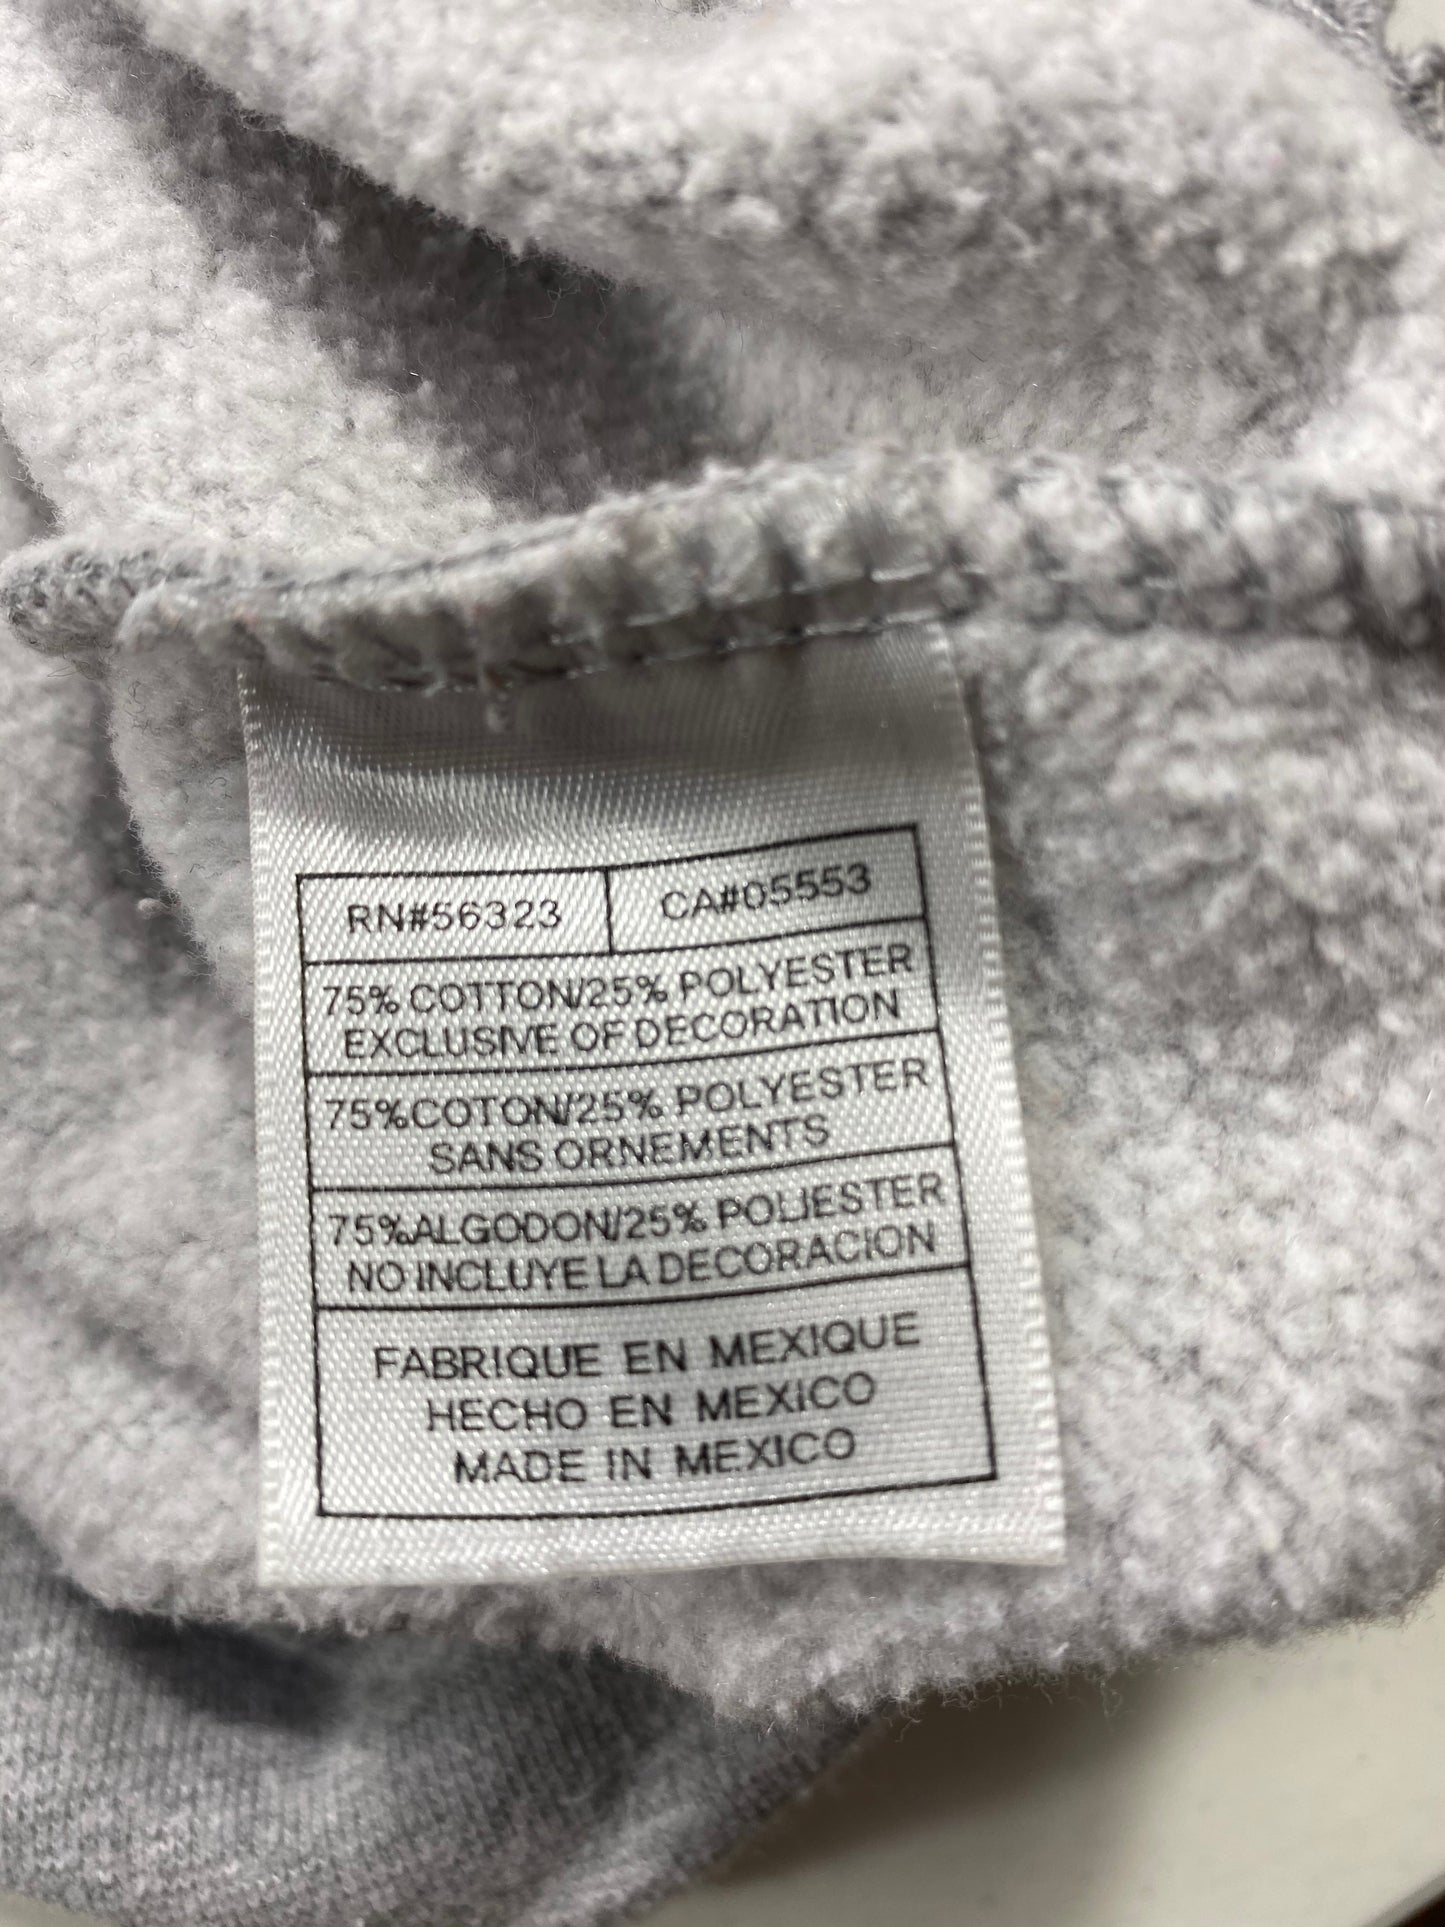 RN#56323 CA#05553
75% COTTON/25% POLYESTER
EXCLUSIVE OF DECORATION
75%COTON/25% POLYESTER
SANS ORNEMENTS
75%ALGODON/25% POLIESTER
NO INCLUYE LA DECORACION
FABRIQUE EN MEXIQUE
HECHO EN MEXICO
MADE IN MEXICO